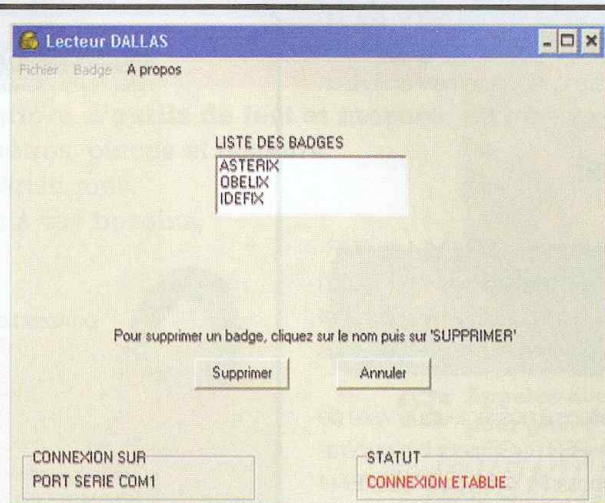 Lecteur DALLAS
Fichier Badge A propos
LISTE DES BADGES
ASTERIX
OBELIX
IDEFIX
Pour supprimer un badge, cliquez sur le nom puis sur 'SUPPRIMER'
Supprimer Annuler
CONNEXION SUR
PORT SERIE COM1
STATUT
CONNEXION ETABLIE